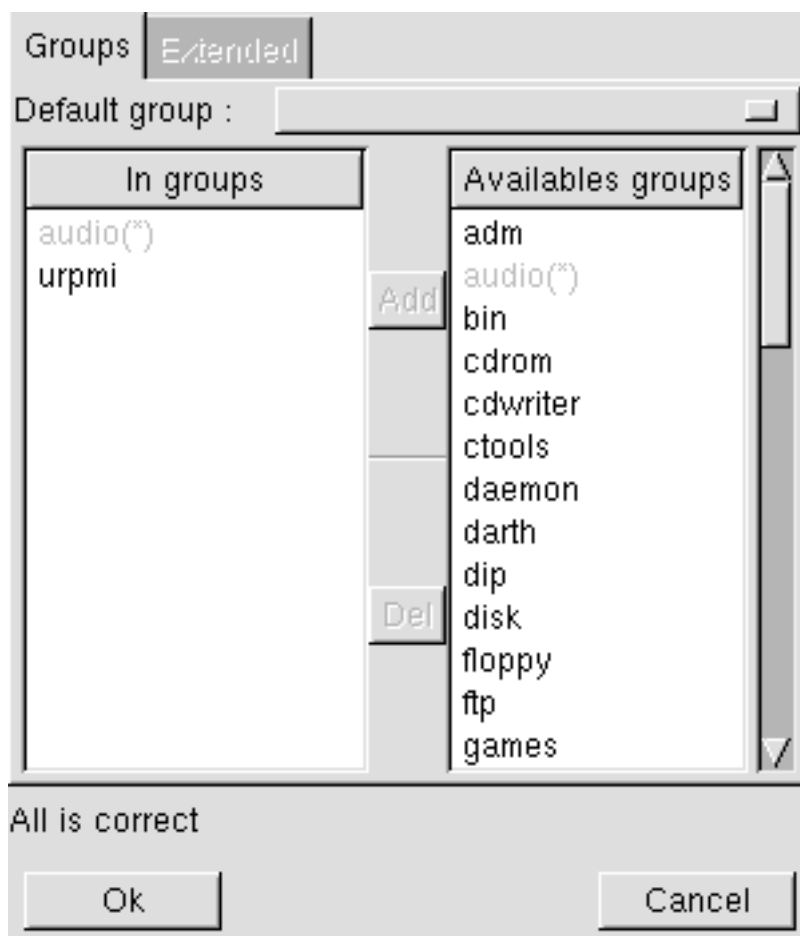 Groups
Extended
Default group :
In groups
audio(*)
urpmi
Add
Del
Availables groups
adm
audio(*)
bin
cdrom
cdwriter
ctools
daemon
darth
dip
disk
floppy
ftp
games
All is correct
Ok
Cancel